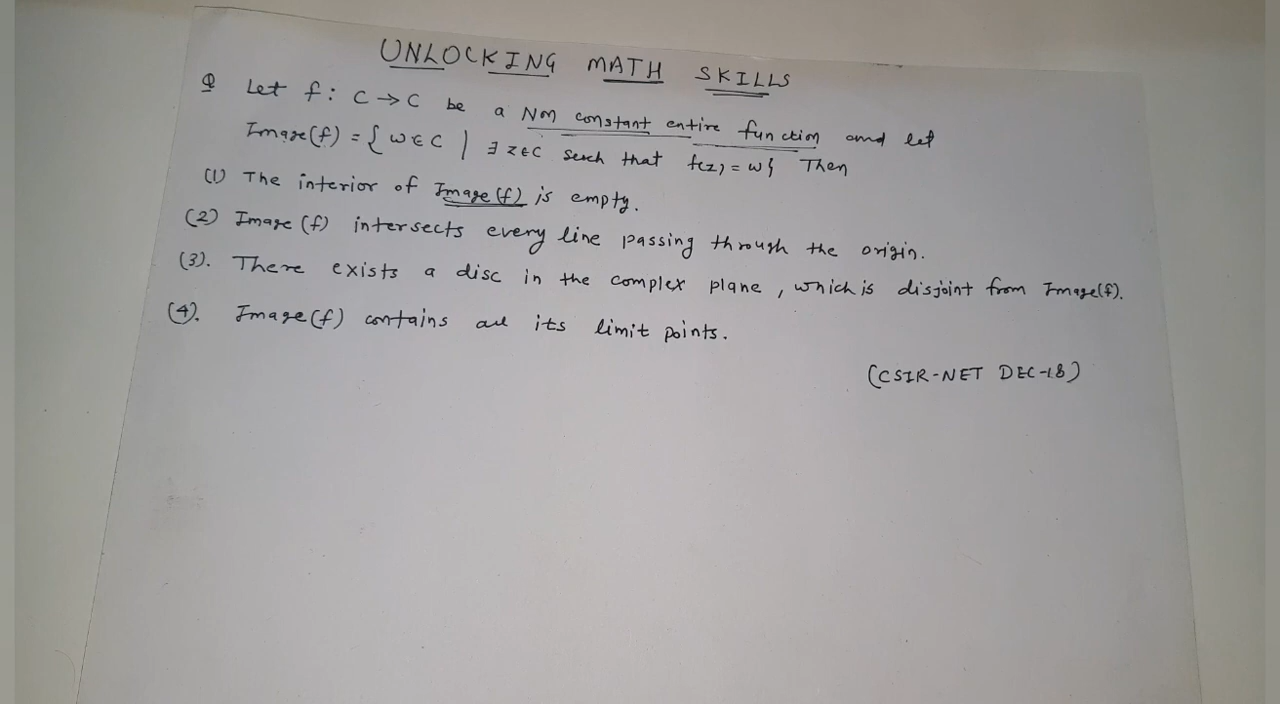 UNLOCKING MATH SKILLS
Q Let f: C → C be a Non constant entire function and let
Image(f) = { w ∈ C | ∃ z ∈ C such that f(z) = w} Then
(1) The interior of Image(f) is empty.
(2) Image (f) intersects every line passing through the origin.
(3). There exists a disc in the complex plane, which is disjoint from Image(f).
(4). Image(f) contains all its limit points.
(CSIR-NET DEC-18)